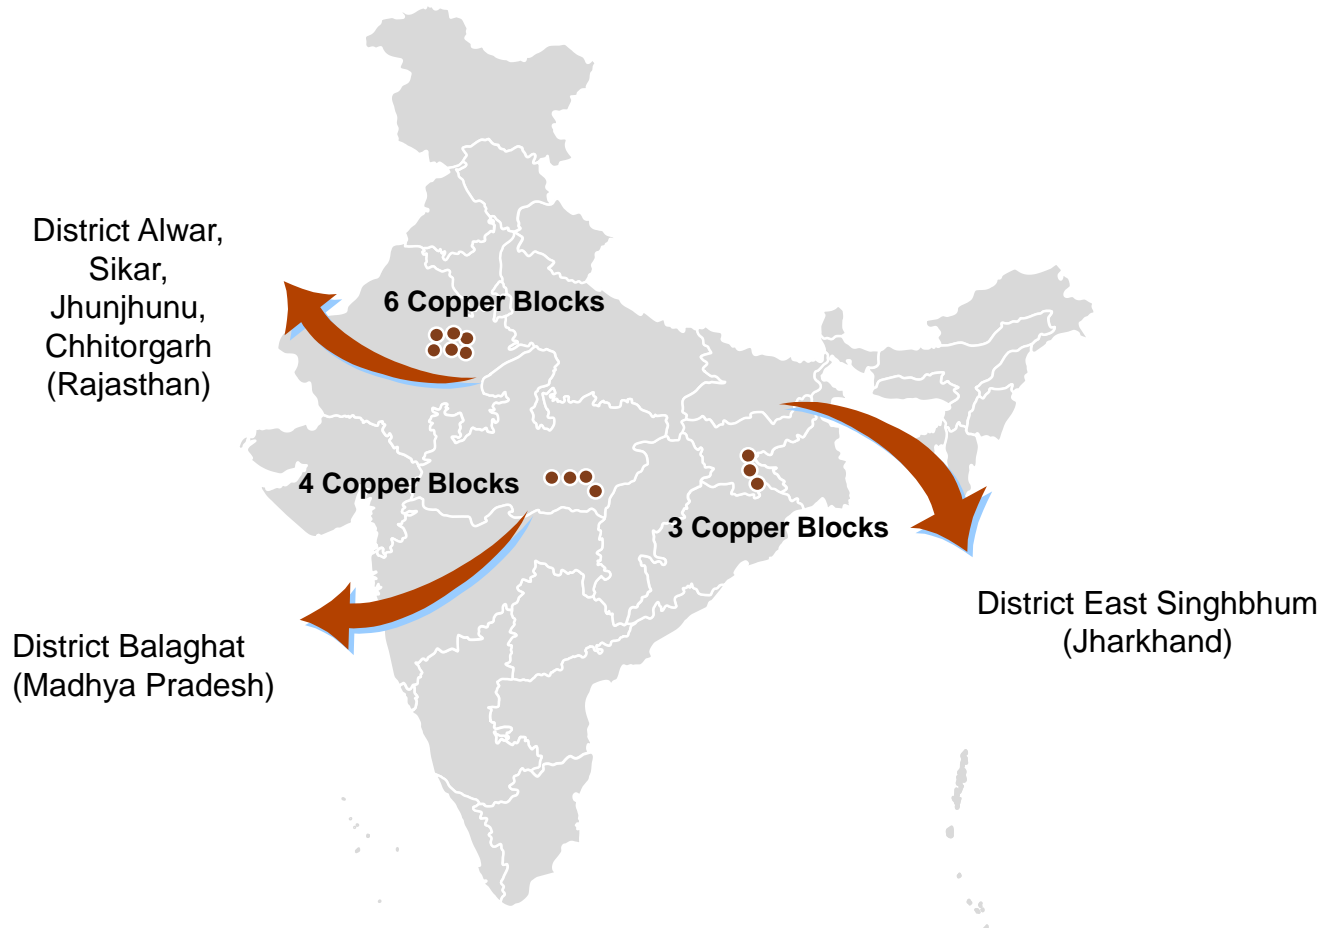 District Alwar,
Sikar,
Jhunjhunu,
Chhitorgarh
(Rajasthan)
6 Copper Blocks
4 Copper Blocks
3 Copper Blocks
District East Singhbhum
(Jharkhand)
District Balaghat
(Madhya Pradesh)